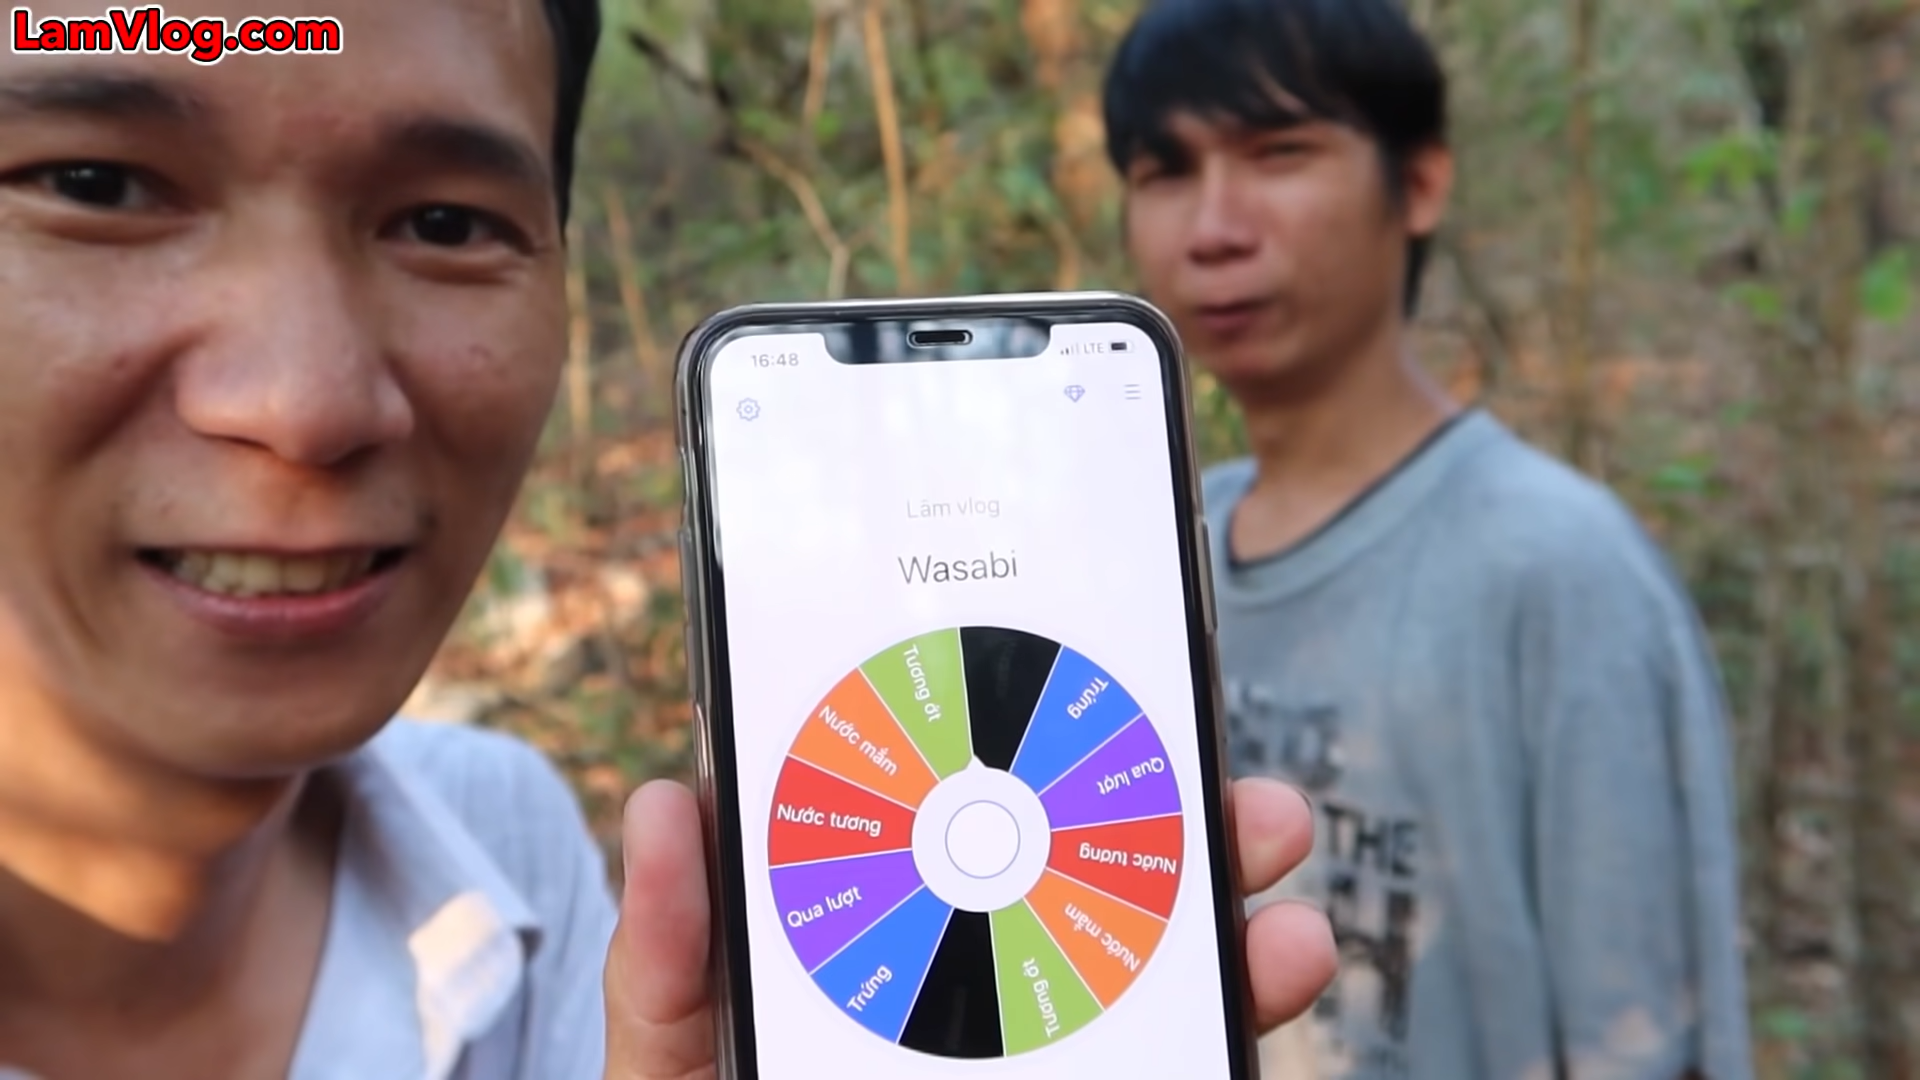 LamVlog.com
16:48
LTE
Lâm vlog
Wasabi
Tương ớt
Trứng
Nước mắm
Qua lượt
Nước tương
Nước tương
Qua lượt
Nước mắm
Trứng
Tương ớt
THE